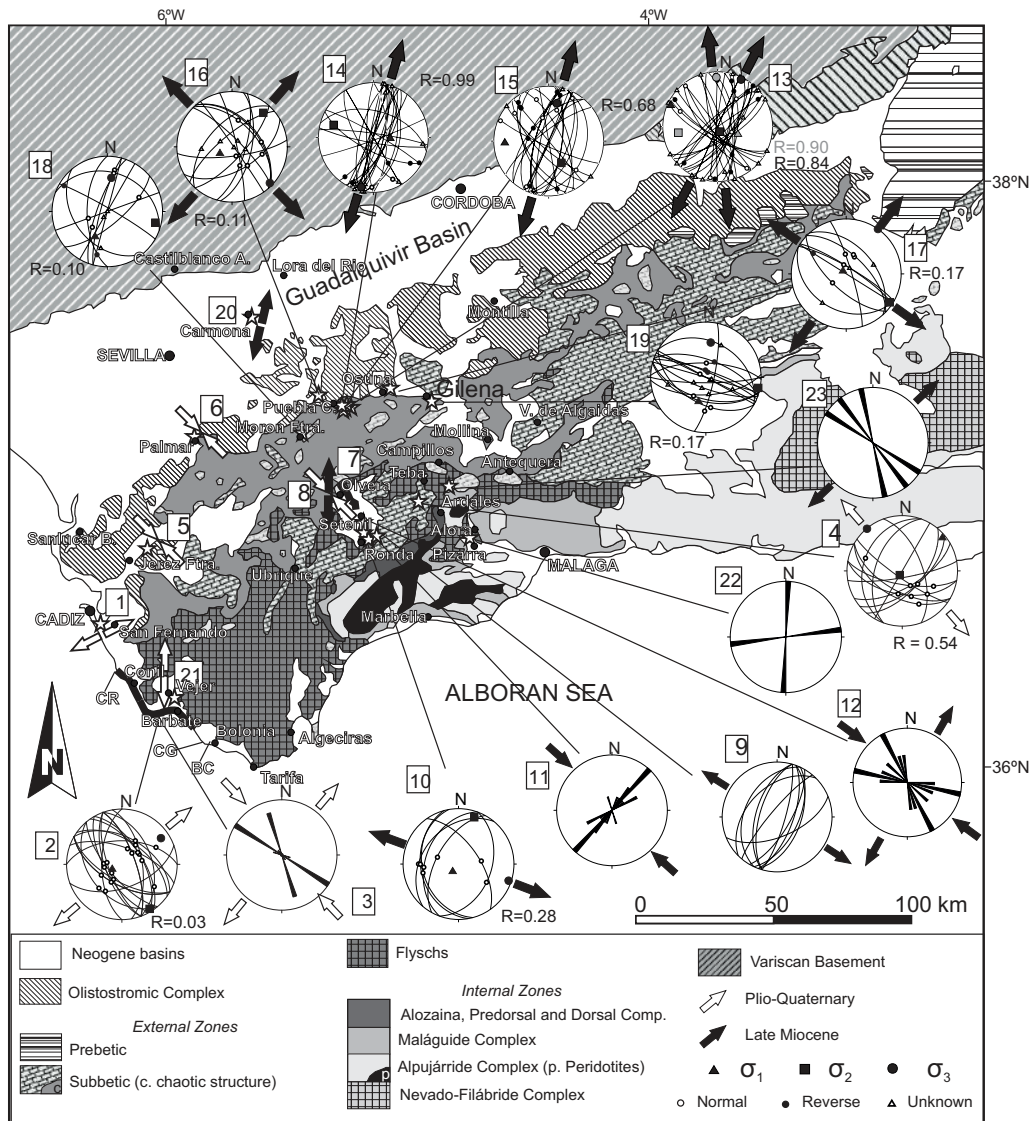 6ºW
4ºW
16
N
14
N
R=0.99
15
N
R=0.68
N
13
18
N
R=0.11
R=0.90
R=0.84
38ºN
R=0.10
CORDOBA
Castilblanco A.
Lora del Rio
Guadalquivir Basin
N
17
R=0.17
20
Carmona
Montilla
SEVILLA
19
N
Osuna
Gilena
Puebla C.
23
N
6
Moron Ftra.
V. de Algaidas
R=0.17
Palmar
Mollina
7
Campillos
Antequera
Teba
8
Olvera
5
Ardales
4
N
Sanlucar B.
Setenil
Alora
Jerez Ftra.
Ronda
Pizarra
MALAGA
Ubrique
22
N
CADIZ
1
Marbella
R = 0.54
San Fernando
21
Conil
Vejer
CR
ALBORAN SEA
12
N
Barbate
Bolonia
Algeciras
CG
9
N
N
BC
11
N
36ºN
Tarifa
10
N
2
N
N
R=0.03
3
R=0.28
0 50 100 km
Neogene basins
Olistostromic Complex
External Zones
Prebetic
c
Subbetic (c. chaotic structure)
Flyschs
Internal Zones
Alozaina, Predorsal and Dorsal Comp.
Maláguide Complex
p
Alpujárride Complex (p. Peridotites)
Nevado-Filábride Complex
Variscan Basement
Plio-Quaternary
Late Miocene
σ1 σ2 σ3
Normal Reverse Unknown